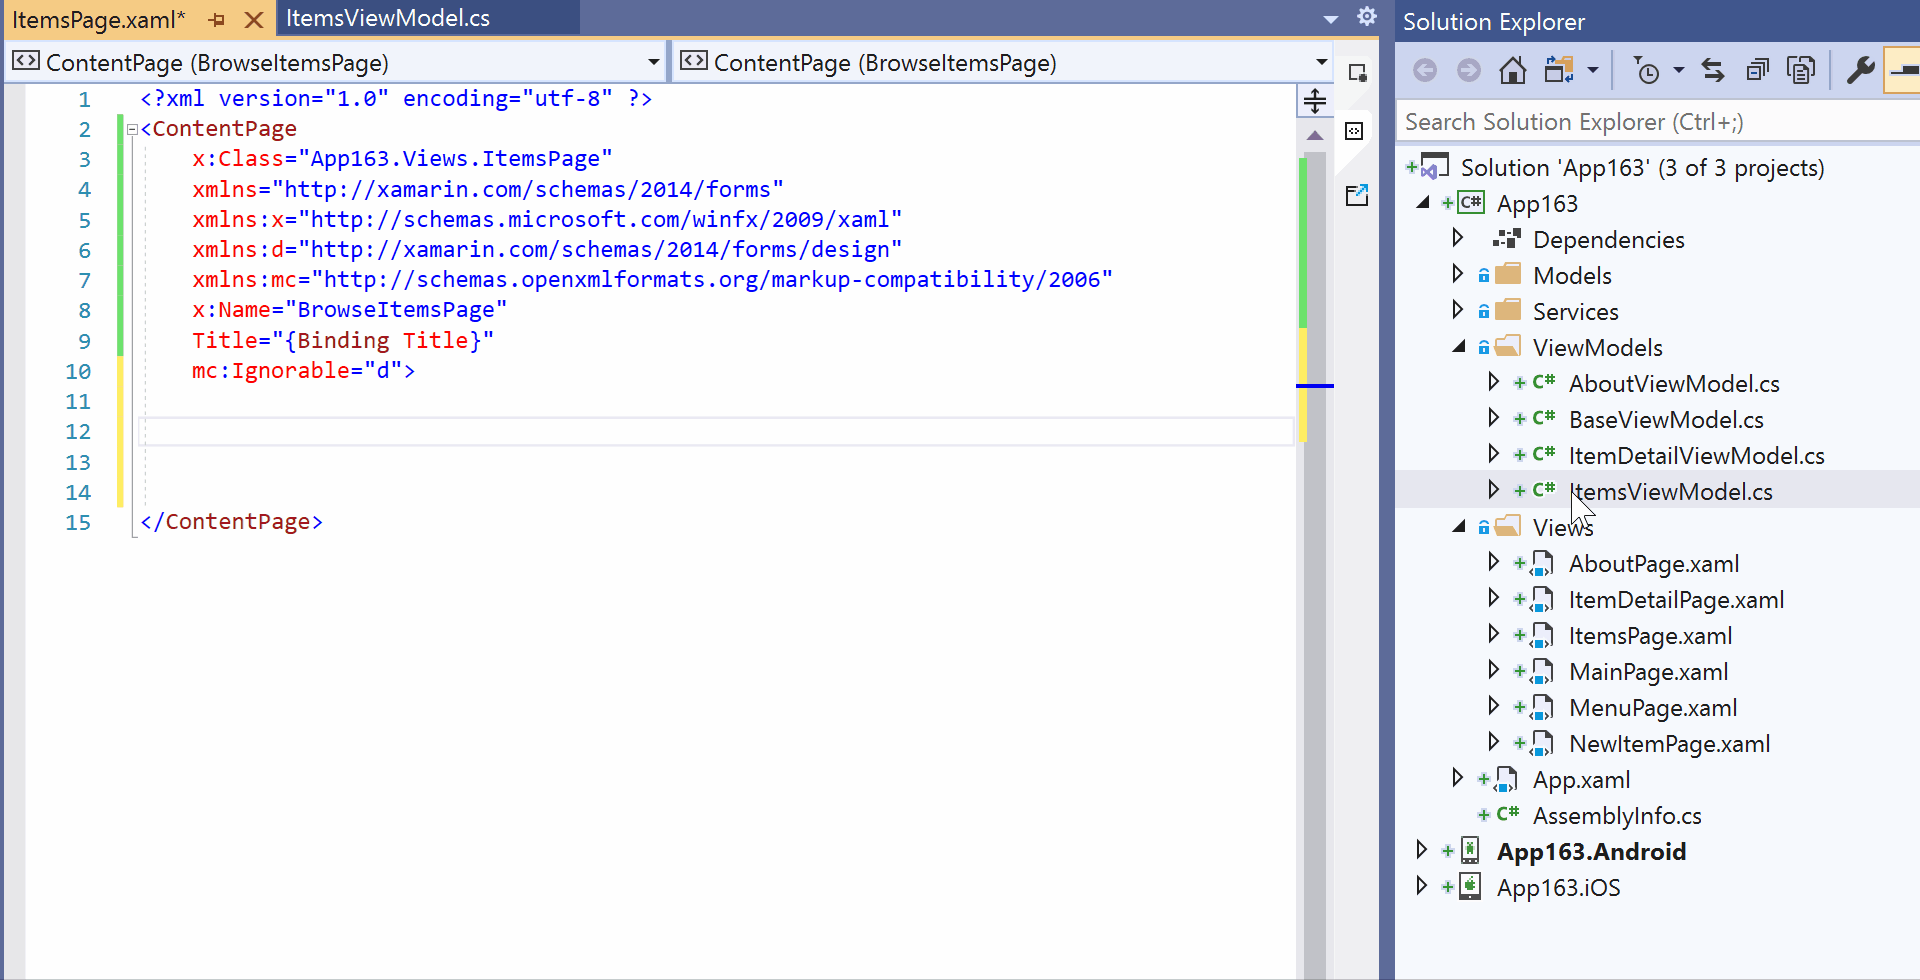 ItemsPage.xaml*
ItemsViewModel.cs
ContentPage (BrowseItemsPage)
ContentPage (BrowseItemsPage)
1 <?xml version="1.0" encoding="utf-8" ?>
2 <ContentPage
3 x:Class="App163.Views.ItemsPage"
4 xmlns="http://xamarin.com/schemas/2014/forms"
5 xmlns:x="http://schemas.microsoft.com/winfx/2009/xaml"
6 xmlns:d="http://xamarin.com/schemas/2014/forms/design"
7 xmlns:mc="http://schemas.openxmlformats.org/markup-compatibility/2006"
8 x:Name="BrowseItemsPage"
9 Title="{Binding Title}"
10 mc:Ignorable="d">
11
12
13
14
15 </ContentPage>
Solution Explorer
Search Solution Explorer (Ctrl+;)
Solution 'App163' (3 of 3 projects)
C# App163
Dependencies
Models
Services
ViewModels
C# AboutViewModel.cs
C# BaseViewModel.cs
C# ItemDetailViewModel.cs
C# ItemsViewModel.cs
Views
AboutPage.xaml
ItemDetailPage.xaml
ItemsPage.xaml
MainPage.xaml
MenuPage.xaml
NewItemPage.xaml
App.xaml
C# AssemblyInfo.cs
App163.Android
App163.iOS